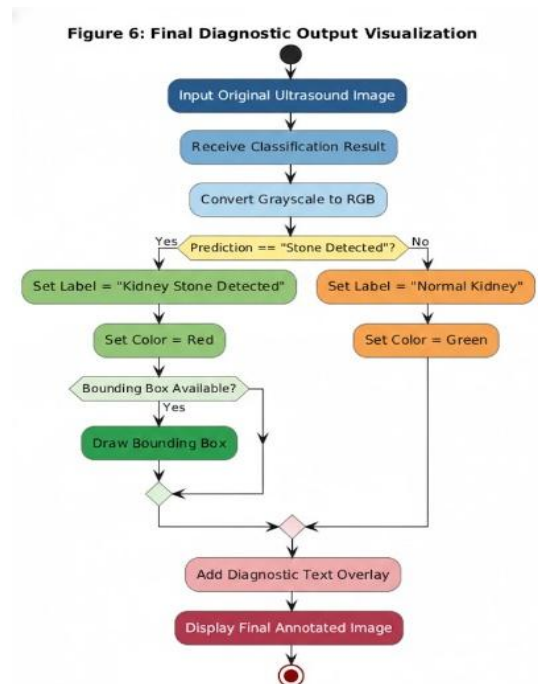 Figure 6: Final Diagnostic Output Visualization
Input Original Ultrasound Image
Receive Classification Result
Convert Grayscale to RGB
Yes
Prediction == "Stone Detected"?
No
Set Label = "Kidney Stone Detected"
Set Label = "Normal Kidney"
Set Color = Red
Set Color = Green
Bounding Box Available?
Yes
Draw Bounding Box
Add Diagnostic Text Overlay
Display Final Annotated Image